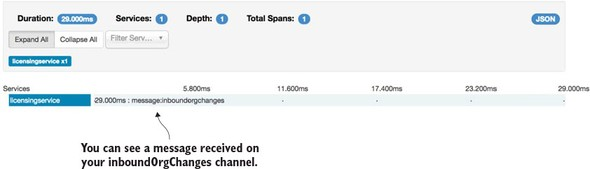 Duration: 29.000ms Services: 1 Depth: 1 Total Spans: 1 JSON
Expand All Collapse All Filter Serv...
licensingservice x1
Services 5.800ms 11.600ms 17.400ms 23.200ms 29.000ms
licensingservice 29.000ms : message:inboundorgchanges - - - -
You can see a message received on
your inboundOrgChanges channel.